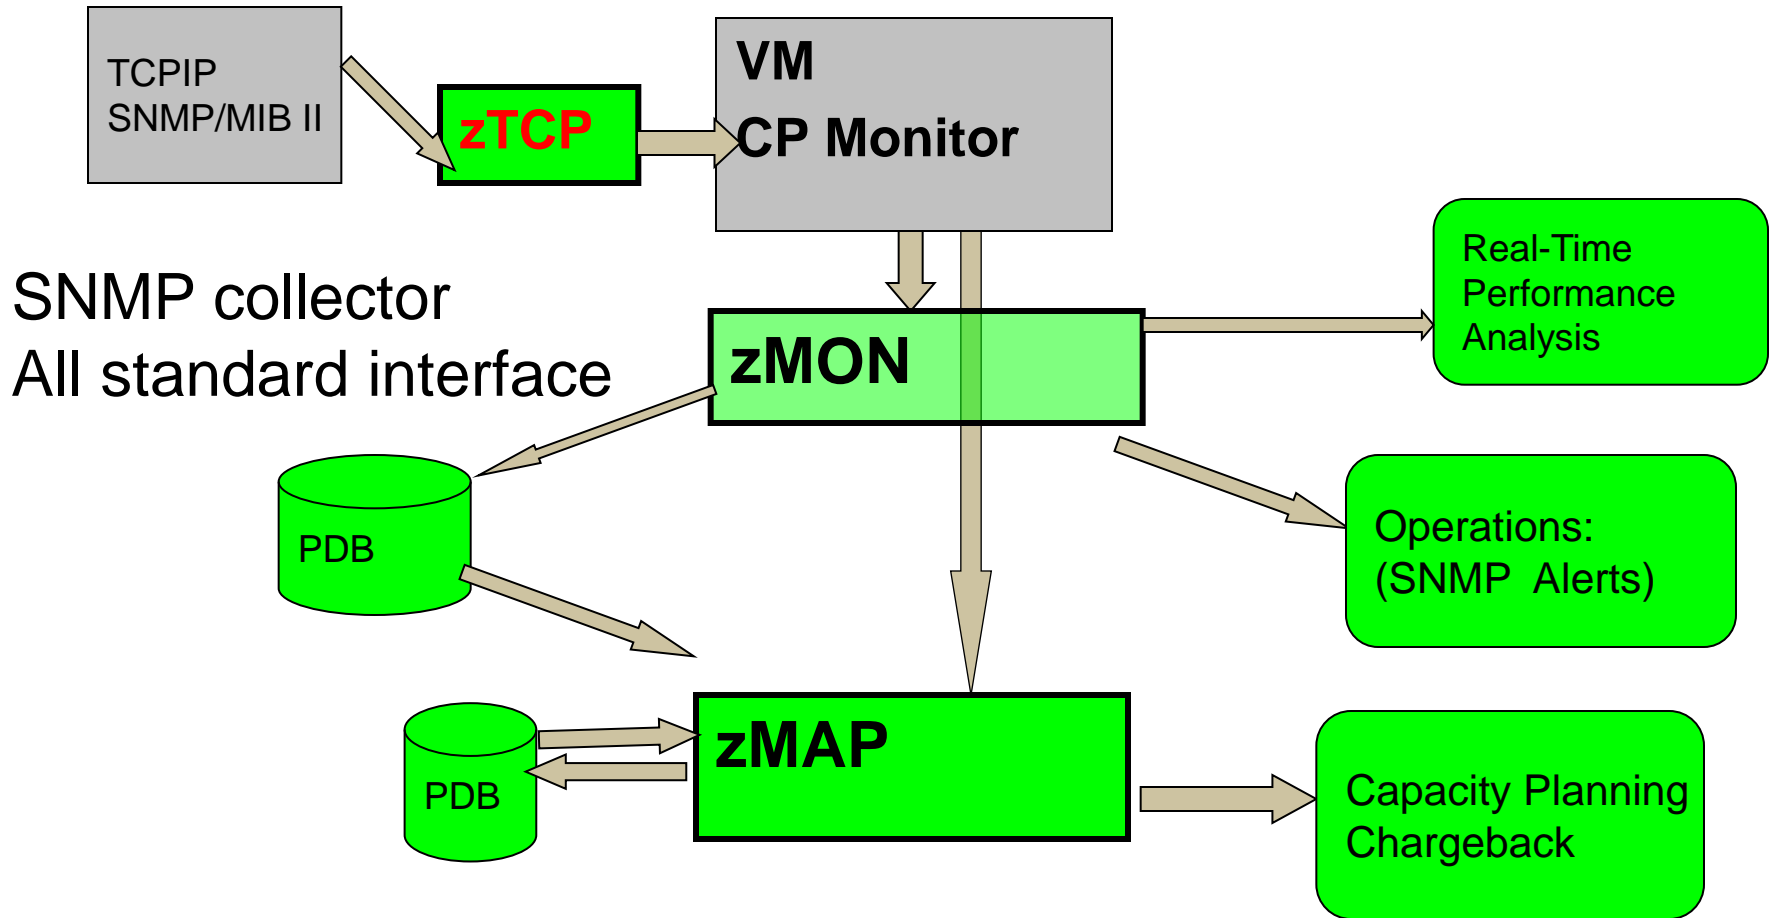 TCPIP
SNMP/MIB II
zTCP
VM
CP Monitor
SNMP collector
All standard interface
zMON
Real-Time
Performance
Analysis
PDB
Operations:
(SNMP Alerts)
PDB
zMAP
Capacity Planning
Chargeback